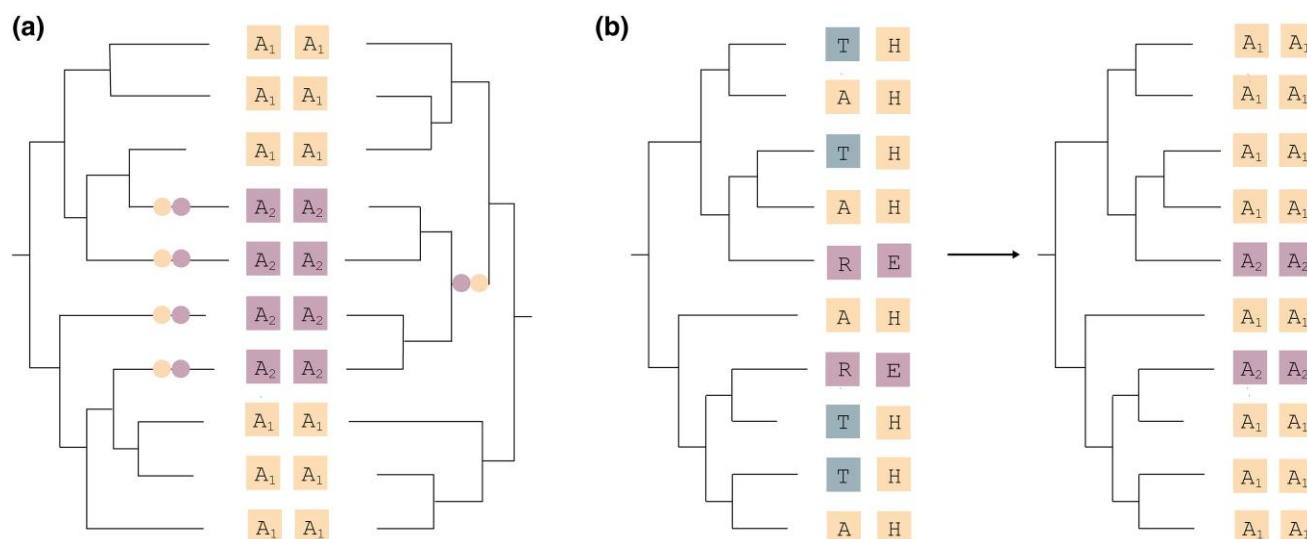 (a) (b)
A₁ A₁ T H A₁ A₁
A₁ A₁ A H A₁ A₁
A₁ A₁ T H A₁ A₁
A₂ A₂ A H A₁ A₁
A₂ A₂ R E A₂ A₂
A₂ A₂ A H A₁ A₁
A₂ A₂ R E A₂ A₂
A₁ A₁ T H A₁ A₁
A₁ A₁ T H A₁ A₁
A₁ A₁ A H A₁ A₁